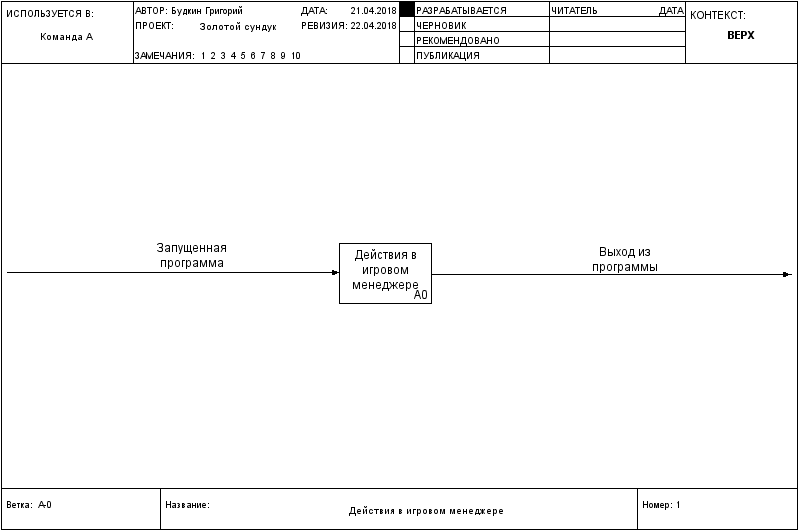 ИСПОЛЬЗУЕТСЯ В:
Команда А
АВТОР: Будкин Григорий
ДАТА: 21.04.2018
ПРОЕКТ: Золотой сундук
РЕВИЗИЯ: 22.04.2018
ЗАМЕЧАНИЯ: 1 2 3 4 5 6 7 8 9 10
РАЗРАБАТЫВАЕТСЯ
ЧЕРНОВИК
РЕКОМЕНДОВАНО
ПУБЛИКАЦИЯ
ЧИТАТЕЛЬ ДАТА
КОНТЕКСТ:
ВЕРХ
Запущенная
программа
Действия в
игровом
менеджере
А0
Выход из
программы
Ветка: А-0
Название:
Действия в игровом менеджере
Номер: 1